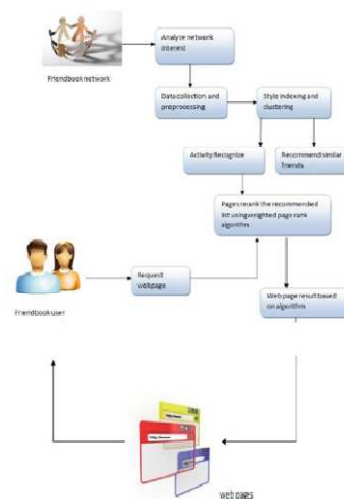 Analyze network
interest
Friendbook network
Data collection and
preprocessing
Style indexing and
clustering
Activity Recognize
Recommend similar
friends
Pages rerank the recommended
list using weighted page rank
algorithm
Request
webpage
Friendbook user
Web page result based
on algorithm
web pages